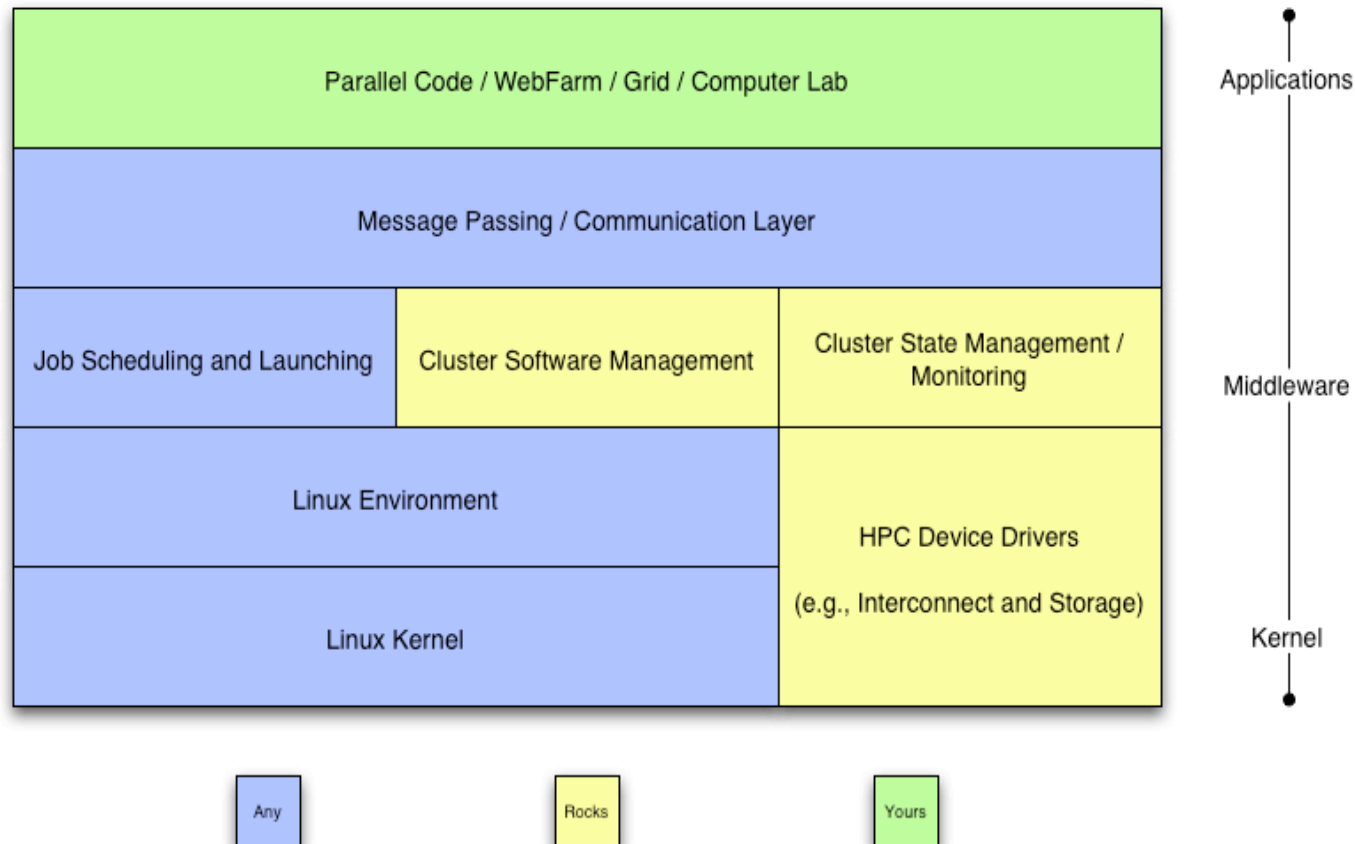 Parallel Code / WebFarm / Grid / Computer Lab
Applications
Message Passing / Communication Layer
Job Scheduling and Launching
Cluster Software Management
Cluster State Management /
Monitoring
Middleware
Linux Environment
HPC Device Drivers
(e.g., Interconnect and Storage)
Linux Kernel
Kernel
Any
Rocks
Yours